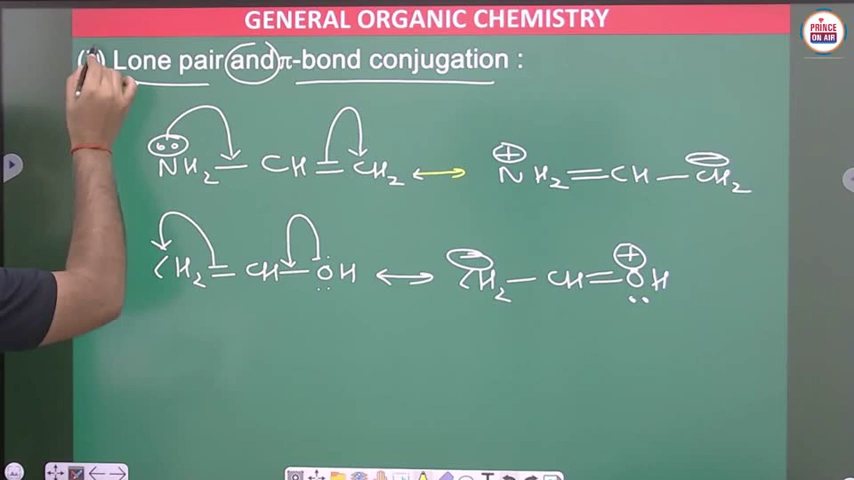 GENERAL ORGANIC CHEMISTRY
PRINCE
ON AIR
Lone pair and π-bond conjugation :
NH₂ — CH = CH₂ ⟷ NH₂ = CH — CH₂
CH₂ = CH — OH ⟷ CH₂ — CH = OH